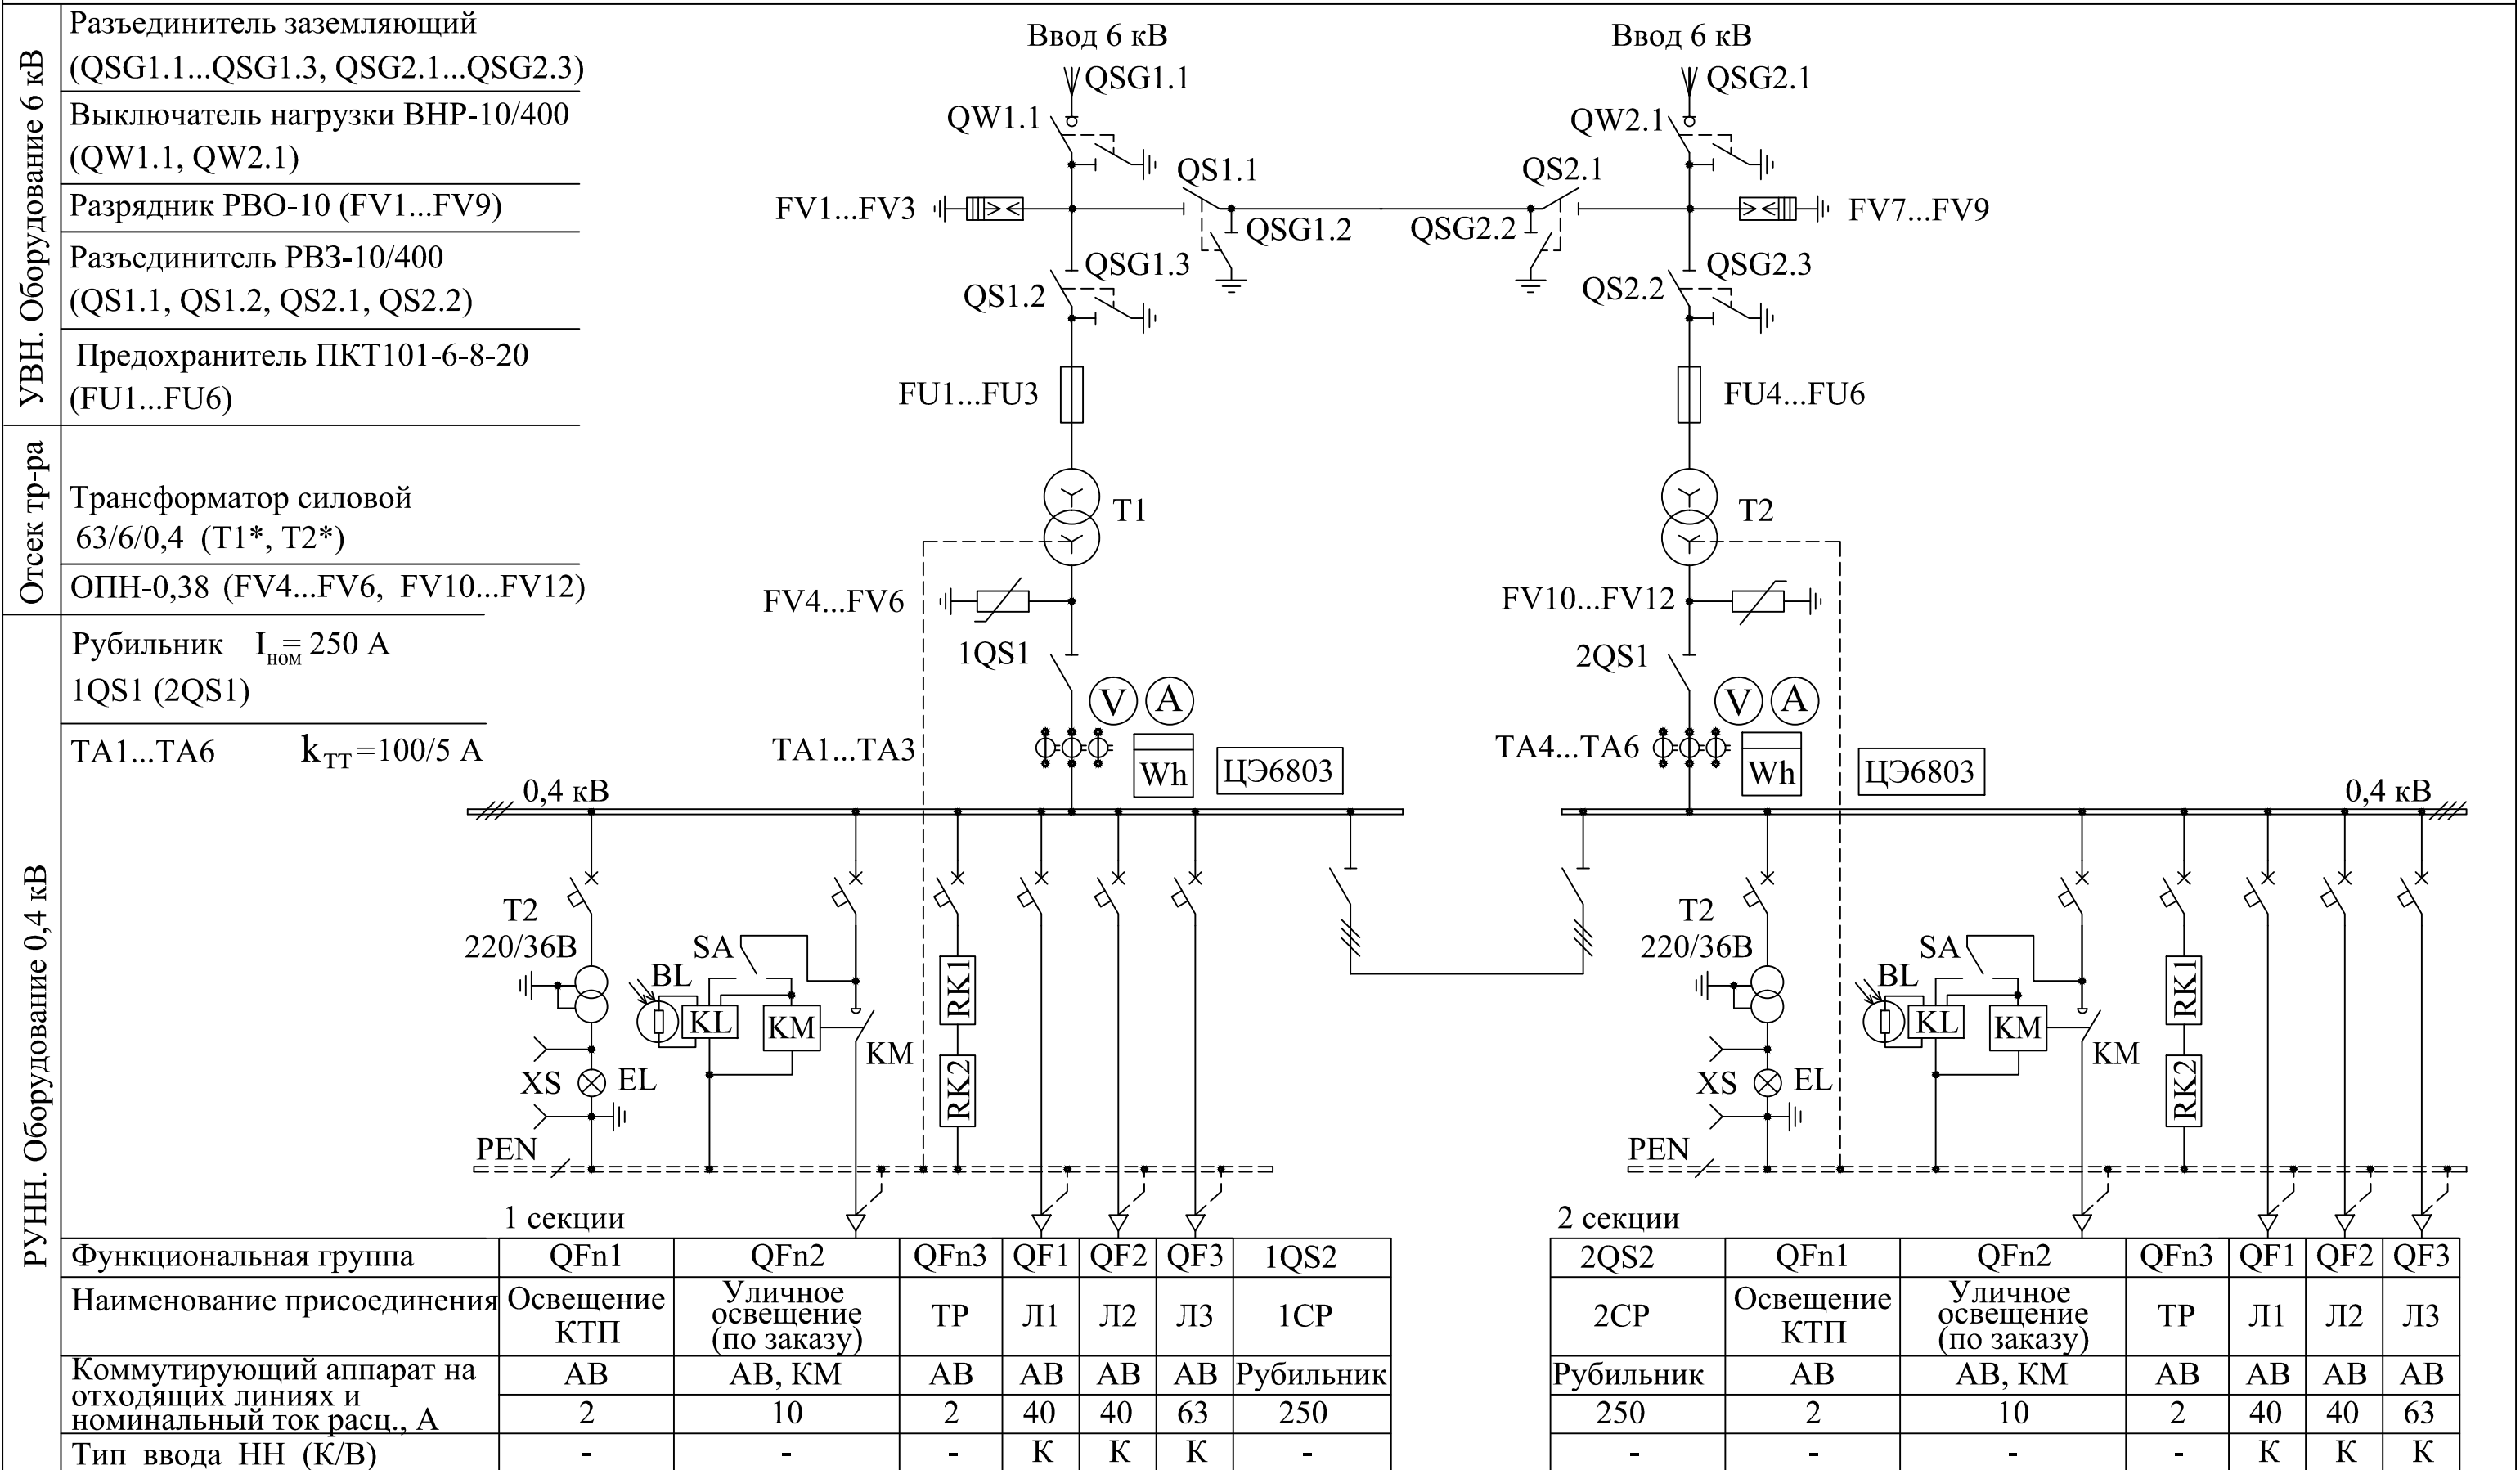 УВН. Оборудование 6 кВ
Разъединитель заземляющий
(QSG1.1...QSG1.3, QSG2.1...QSG2.3)
Выключатель нагрузки ВНР-10/400
(QW1.1, QW2.1)
Разрядник РВО-10 (FV1...FV9)
Разъединитель РВЗ-10/400
(QS1.1, QS1.2, QS2.1, QS2.2)
Предохранитель ПКТ101-6-8-20
(FU1...FU6)
Отсек тр-ра
Трансформатор силовой
63/6/0,4 (Т1*, Т2*)
ОПН-0,38 (FV4...FV6, FV10...FV12)
РУНН. Оборудование 0,4 кВ
Рубильник Iном= 250 А
1QS1 (2QS1)
ТА1...ТА6 kТТ=100/5 А
Ввод 6 кВ
QSG1.1
QW1.1
QS1.1
FV1...FV3
QSG1.2
QSG1.3
QS1.2
FU1...FU3
Т1
FV4...FV6
1QS1
V A
ТА1...ТА3
Wh
ЦЭ6803
0,4 кВ
Ввод 6 кВ
QSG2.1
QW2.1
QS2.1
FV7...FV9
QSG2.2
QSG2.3
QS2.2
FU4...FU6
Т2
FV10...FV12
2QS1
V A
ТА4...ТА6
Wh
ЦЭ6803
0,4 кВ
Т2
220/36В
SA
BL
KL
KM
KM
RK1
RK2
XS
EL
PEN
1 секции
Т2
220/36В
SA
BL
KL
KM
KM
RK1
RK2
XS
EL
PEN
2 секции
Функциональная группа QFn1 QFn2 QFn3 QF1 QF2 QF3 1QS2 2QS2 QFn1 QFn2 QFn3 QF1 QF2 QF3
Наименование присоединения Освещение КТП Уличное освещение (по заказу) ТР Л1 Л2 Л3 1СР 2СР Освещение КТП Уличное освещение (по заказу) ТР Л1 Л2 Л3
Коммутирующий аппарат на АВ АВ, КМ АВ АВ АВ АВ Рубильник Рубильник АВ АВ, КМ АВ АВ АВ АВ
отходящих линиях и
номинальный ток расц., А 2 10 2 40 40 63 250 250 2 10 2 40 40 63
Тип ввода НН (К/В) - - - К К К - - - - - К К К